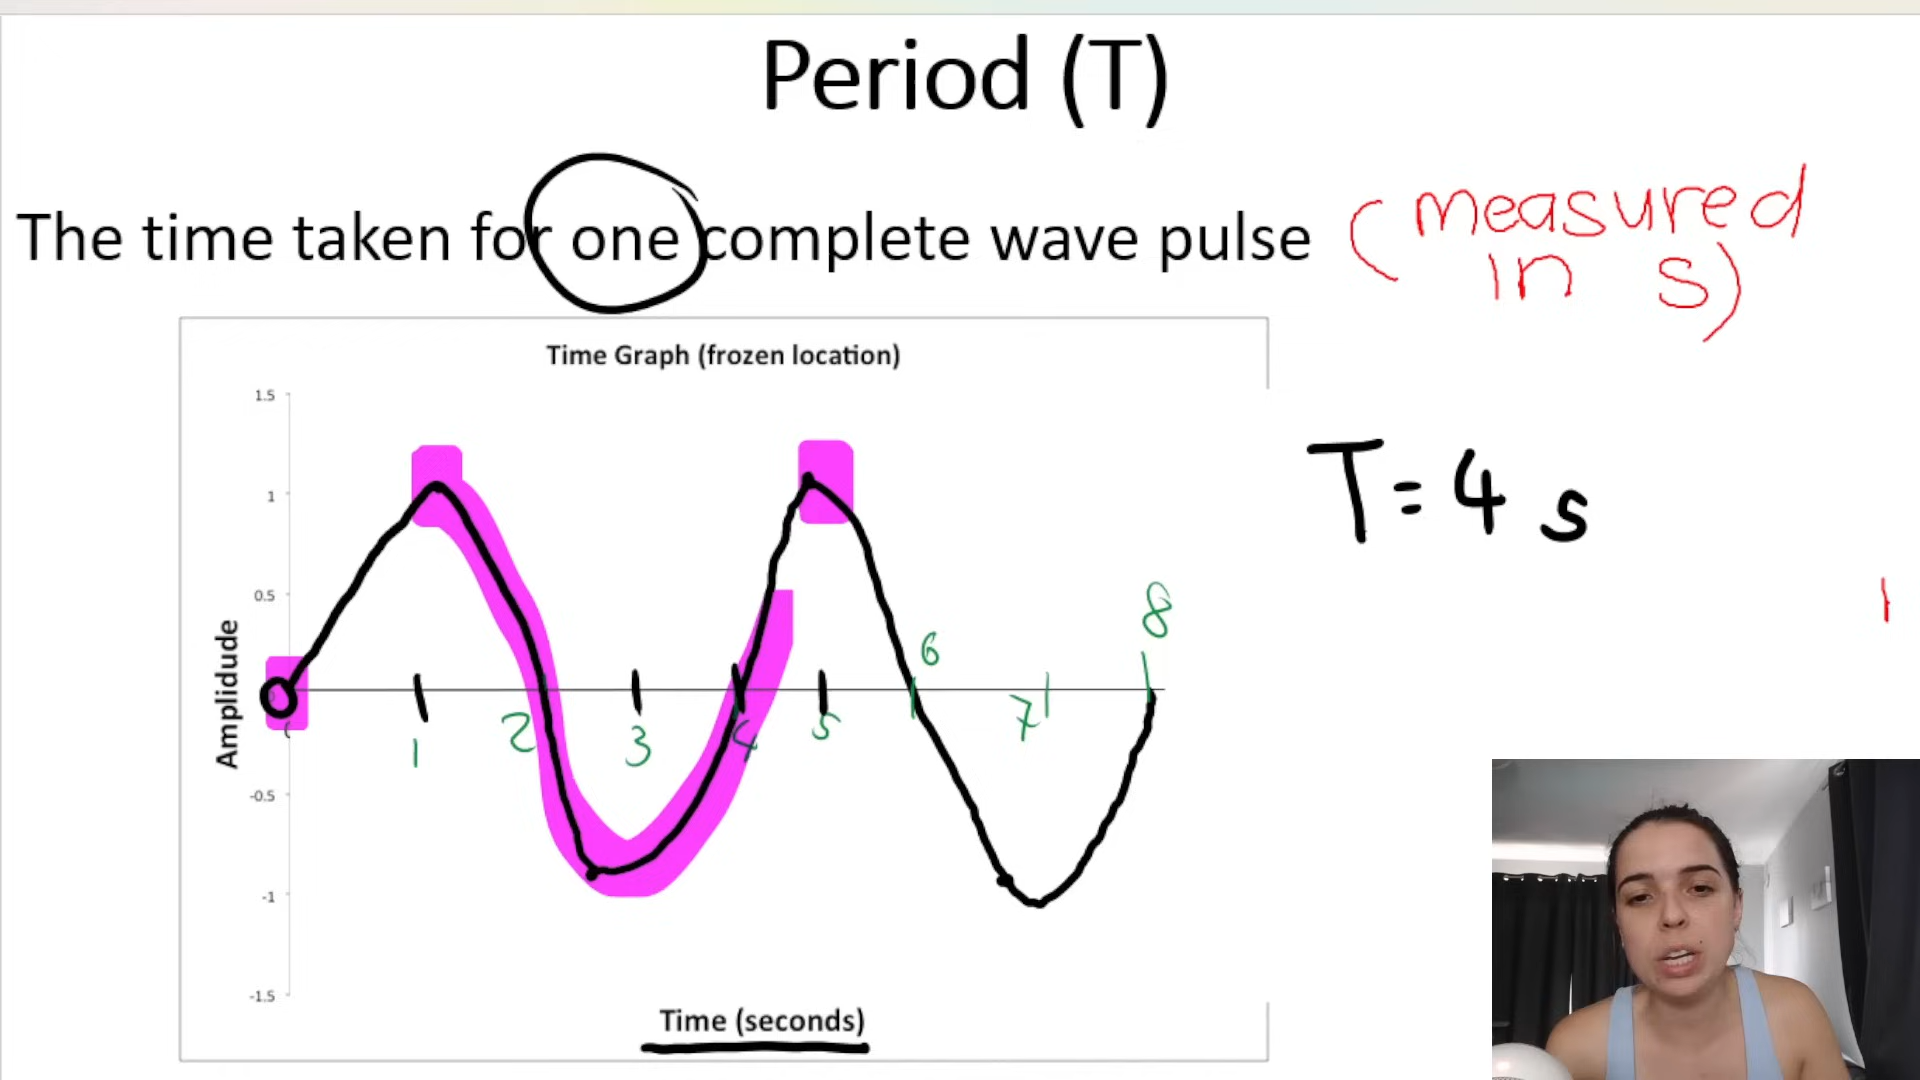 Period (T)
The time taken for one complete wave pulse
(measured
in s)
Time Graph (frozen location)
1.5
1
0.5
-0.5
-1
-1.5
Amplidude
1
2
3
4
5
6
7
8
Time (seconds)
T = 4 s